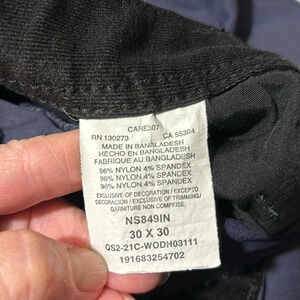 CARE307
RN 130273 CA 55394
MADE IN BANGLADESH
HECHO EN BANGLADESH
FABRIQUE AU BANGLADESH
96% NYLON 4% SPANDEX
96% NYLON 4% SPANDEX
96% NYLON 4% SPANDEX
EXCLUSIVE OF DECORATION / EXCEPTO
DECORACION / EXCLUSIVE OF TRIMMING /
GARNITURE NON COMPRISE
NS849IN
30 X 30
QS2-21C-WODH03111
191683254702